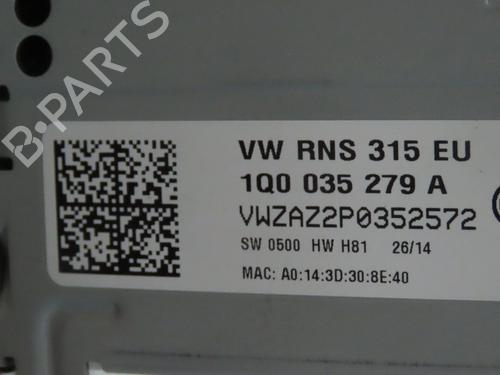 B-PARTS
VW RNS 315 EU
1Q0 035 279 A
VWZAZ2P0352572
SW 0500 HW H81 26/14
MAC: A0:14:3D:30:8E:40